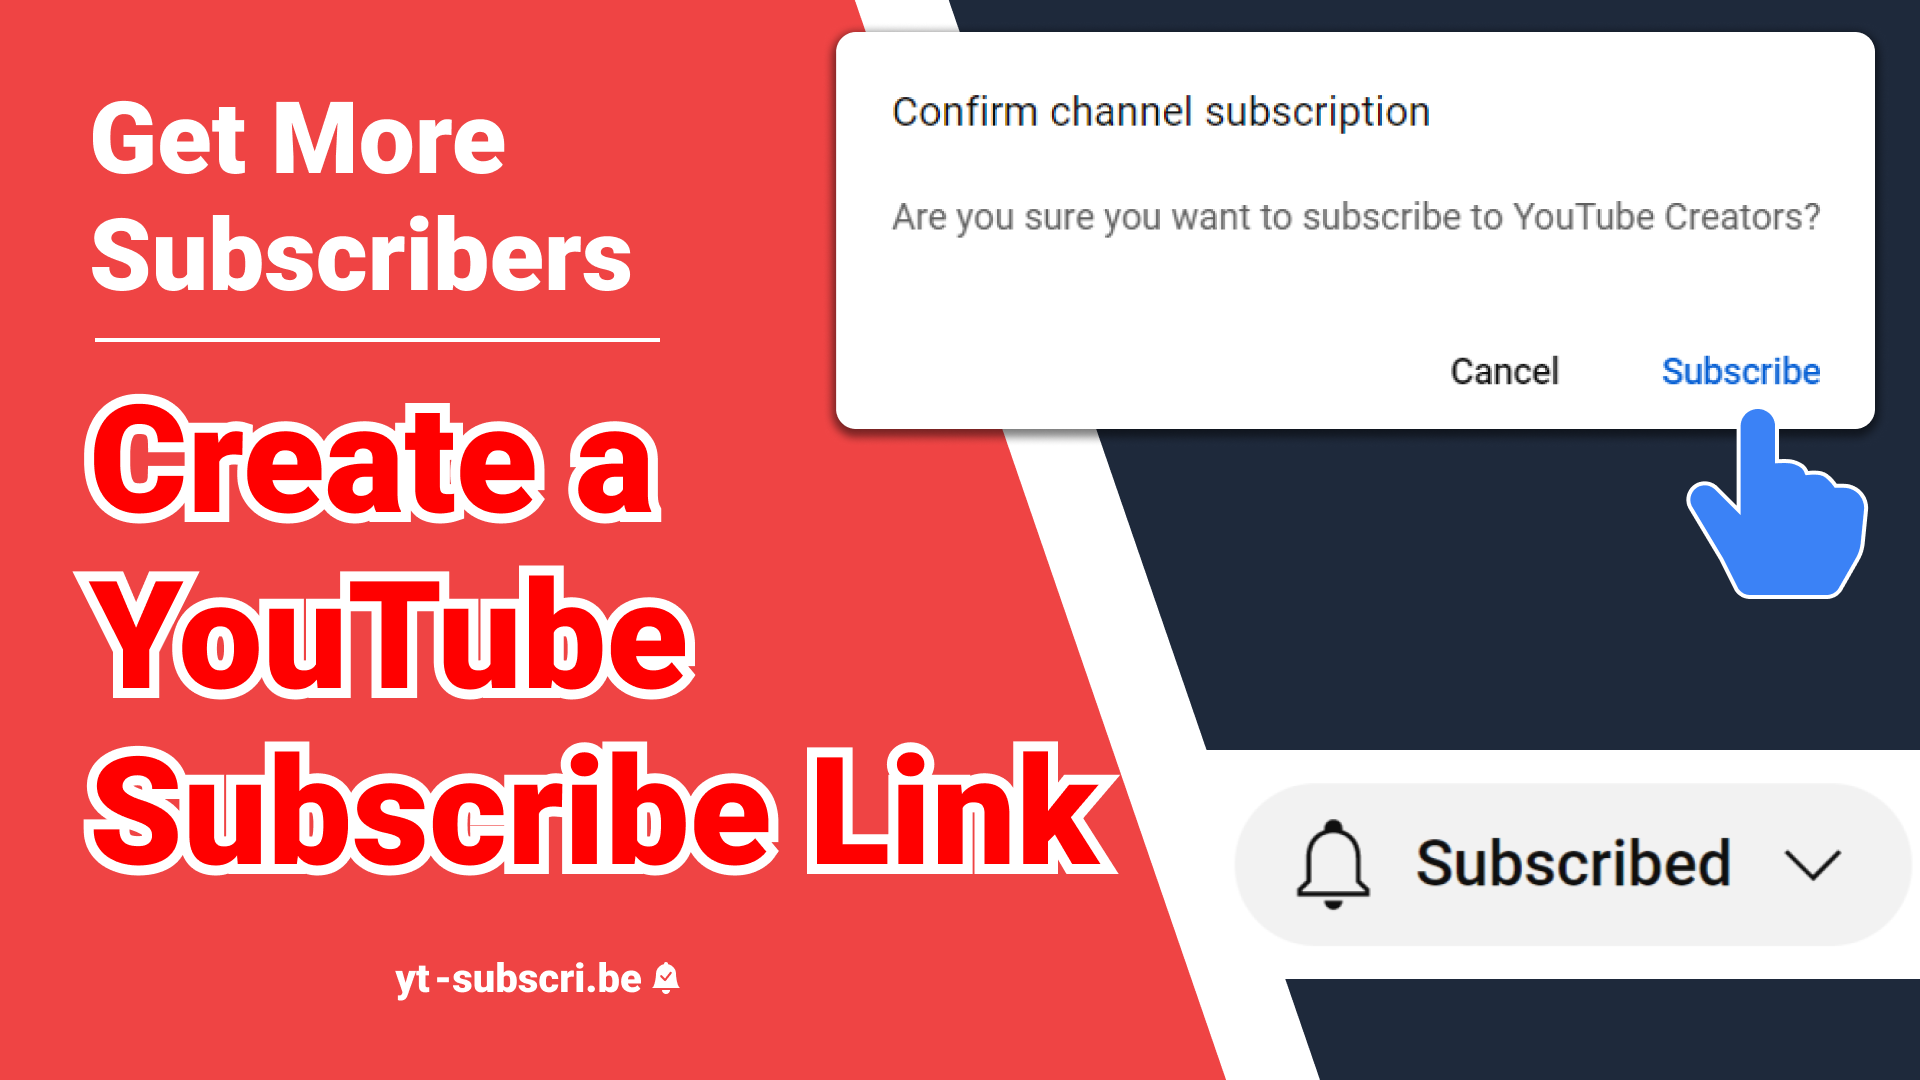 Get More
Subscribers
Create a
YouTube
Subscribe Link
yt-subscri.be
Confirm channel subscription
Are you sure you want to subscribe to YouTube Creators?
Cancel
Subscribe
Subscribed